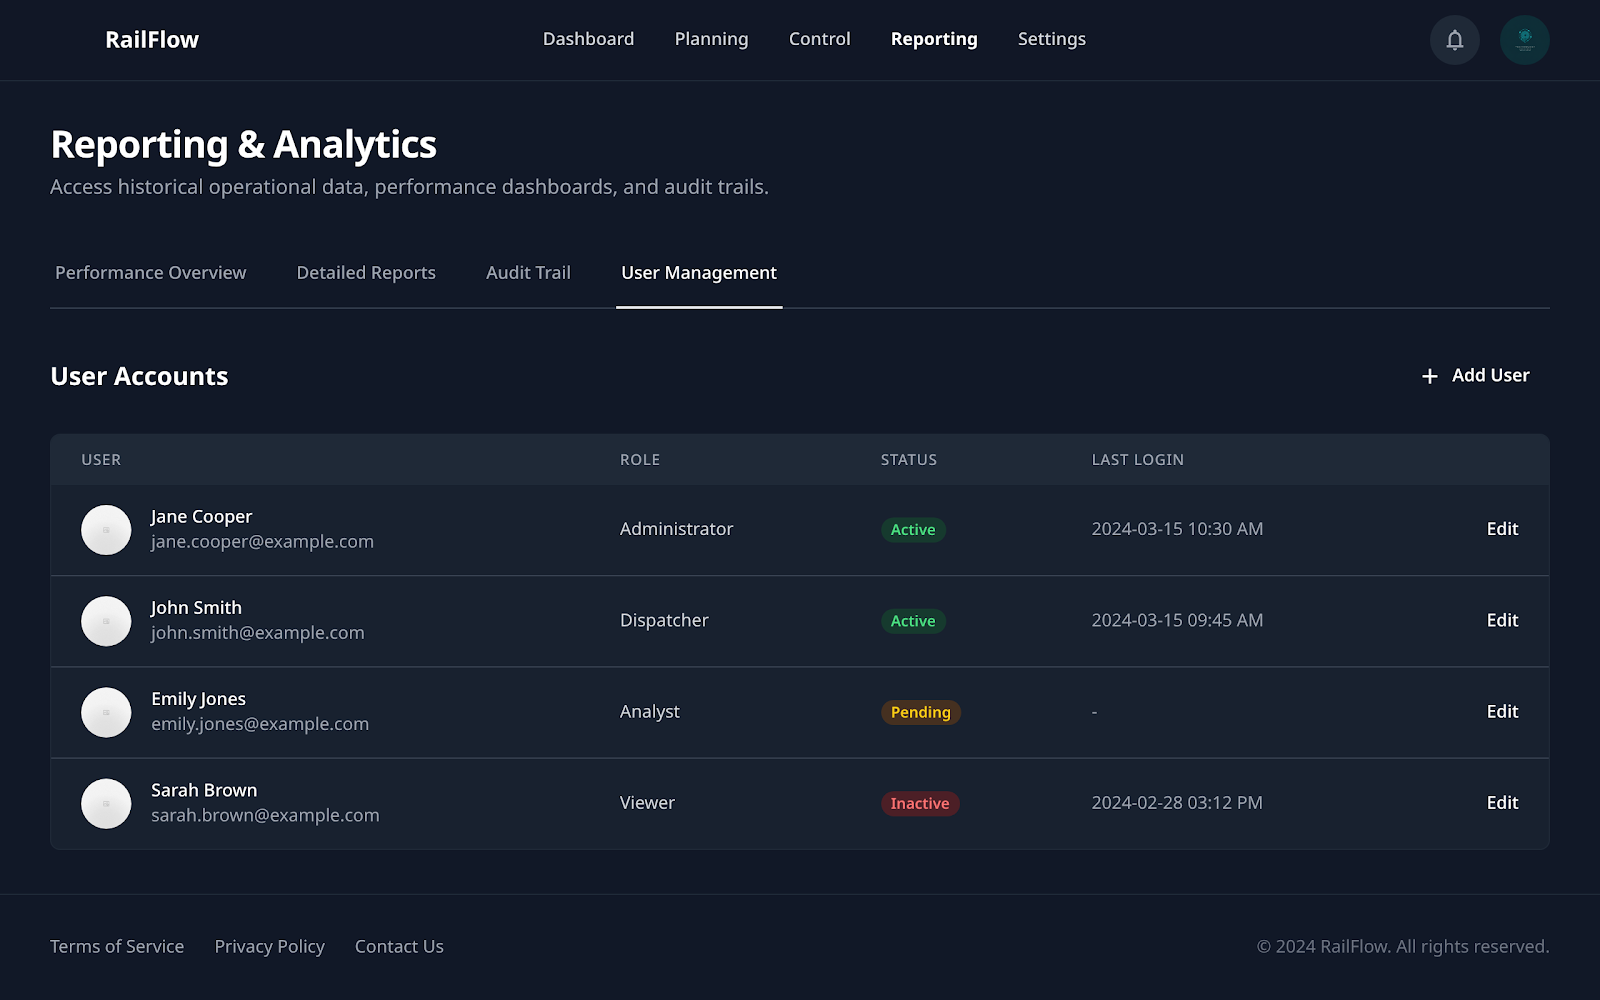 RailFlow
Dashboard
Planning
Control
Reporting
Settings
Reporting & Analytics
Access historical operational data, performance dashboards, and audit trails.
Performance Overview
Detailed Reports
Audit Trail
User Management
User Accounts
+ Add User
USER ROLE STATUS LAST LOGIN
Jane Cooper
jane.cooper@example.com
Administrator
Active
2024-03-15 10:30 AM
Edit
John Smith
john.smith@example.com
Dispatcher
Active
2024-03-15 09:45 AM
Edit
Emily Jones
emily.jones@example.com
Analyst
Pending
-
Edit
Sarah Brown
sarah.brown@example.com
Viewer
Inactive
2024-02-28 03:12 PM
Edit
Terms of Service
Privacy Policy
Contact Us
© 2024 RailFlow. All rights reserved.